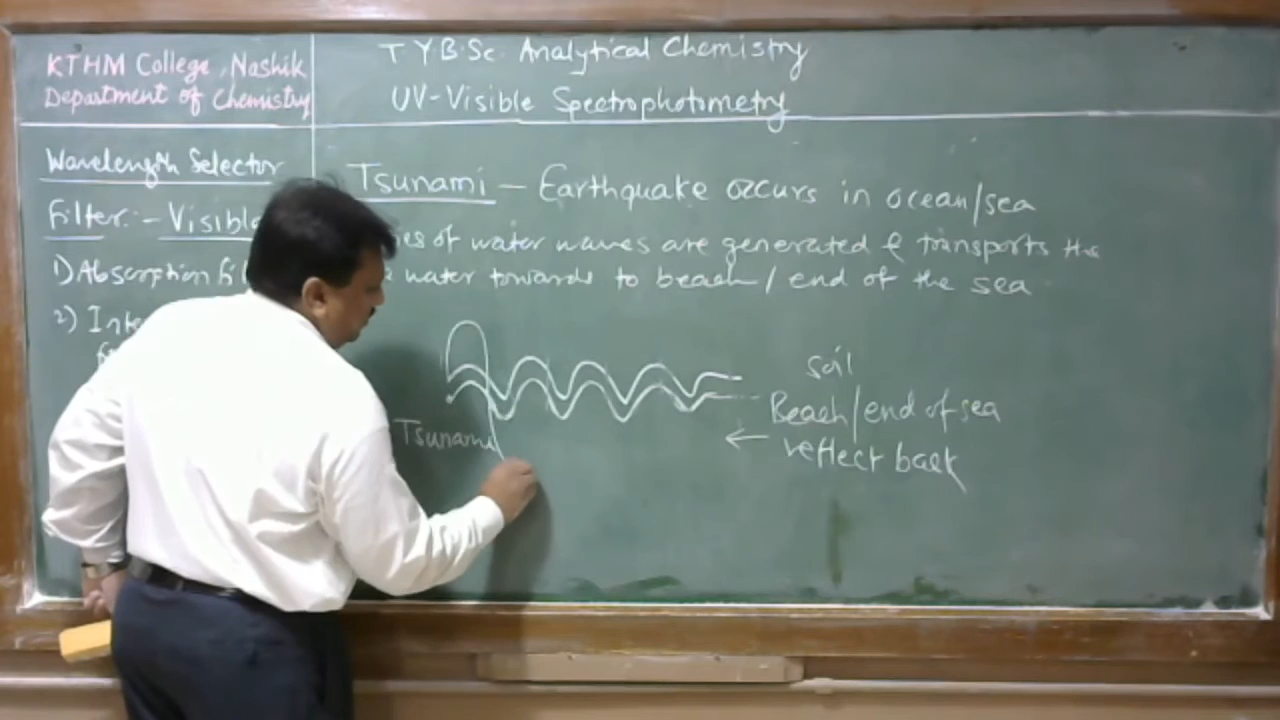 KTHM College, Nashik
Department of Chemistry
T Y B.Sc. Analytical Chemistry
UV-Visible Spectrophotometry
Wavelength Selector
Filter:- Visible
1) Absorption
2)
Tsunami - Earthquake occurs in ocean/sea
of water waves are generated & transports the
water towards to beach/end of the sea
soil
Beach/end of sea
reflect back
Tsunami